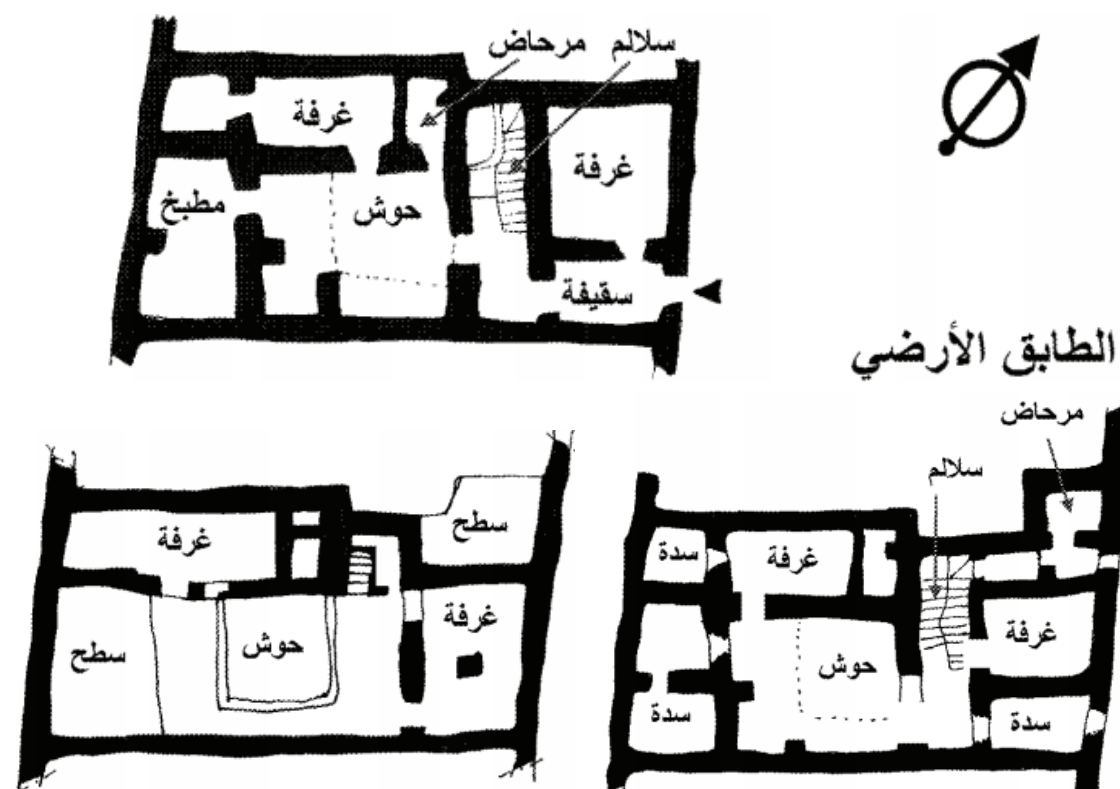 سلالم
مرحاض
غرفة
غرفة
مطبخ
حوش
سقيفة
الطابق الأرضي
مرحاض
سلالم
سطح
غرفة
غرفة
حوش
سطح
سدة
غرفة
غرفة
حوش
سدة
سدة